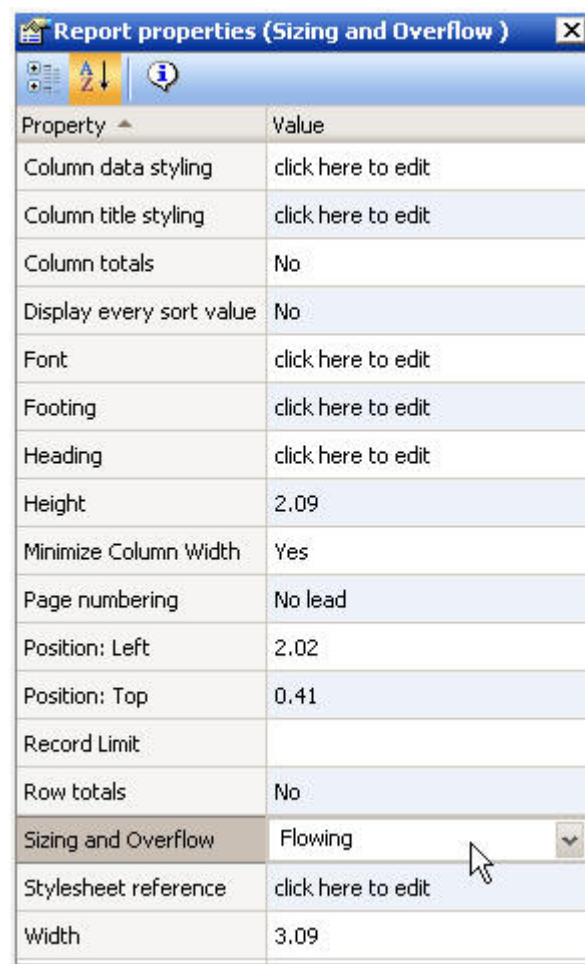 Report properties (Sizing and Overflow )
Property Value
Column data styling click here to edit
Column title styling click here to edit
Column totals No
Display every sort value No
Font click here to edit
Footing click here to edit
Heading click here to edit
Height 2.09
Minimize Column Width Yes
Page numbering No lead
Position: Left 2.02
Position: Top 0.41
Record Limit
Row totals No
Sizing and Overflow Flowing
Stylesheet reference click here to edit
Width 3.09